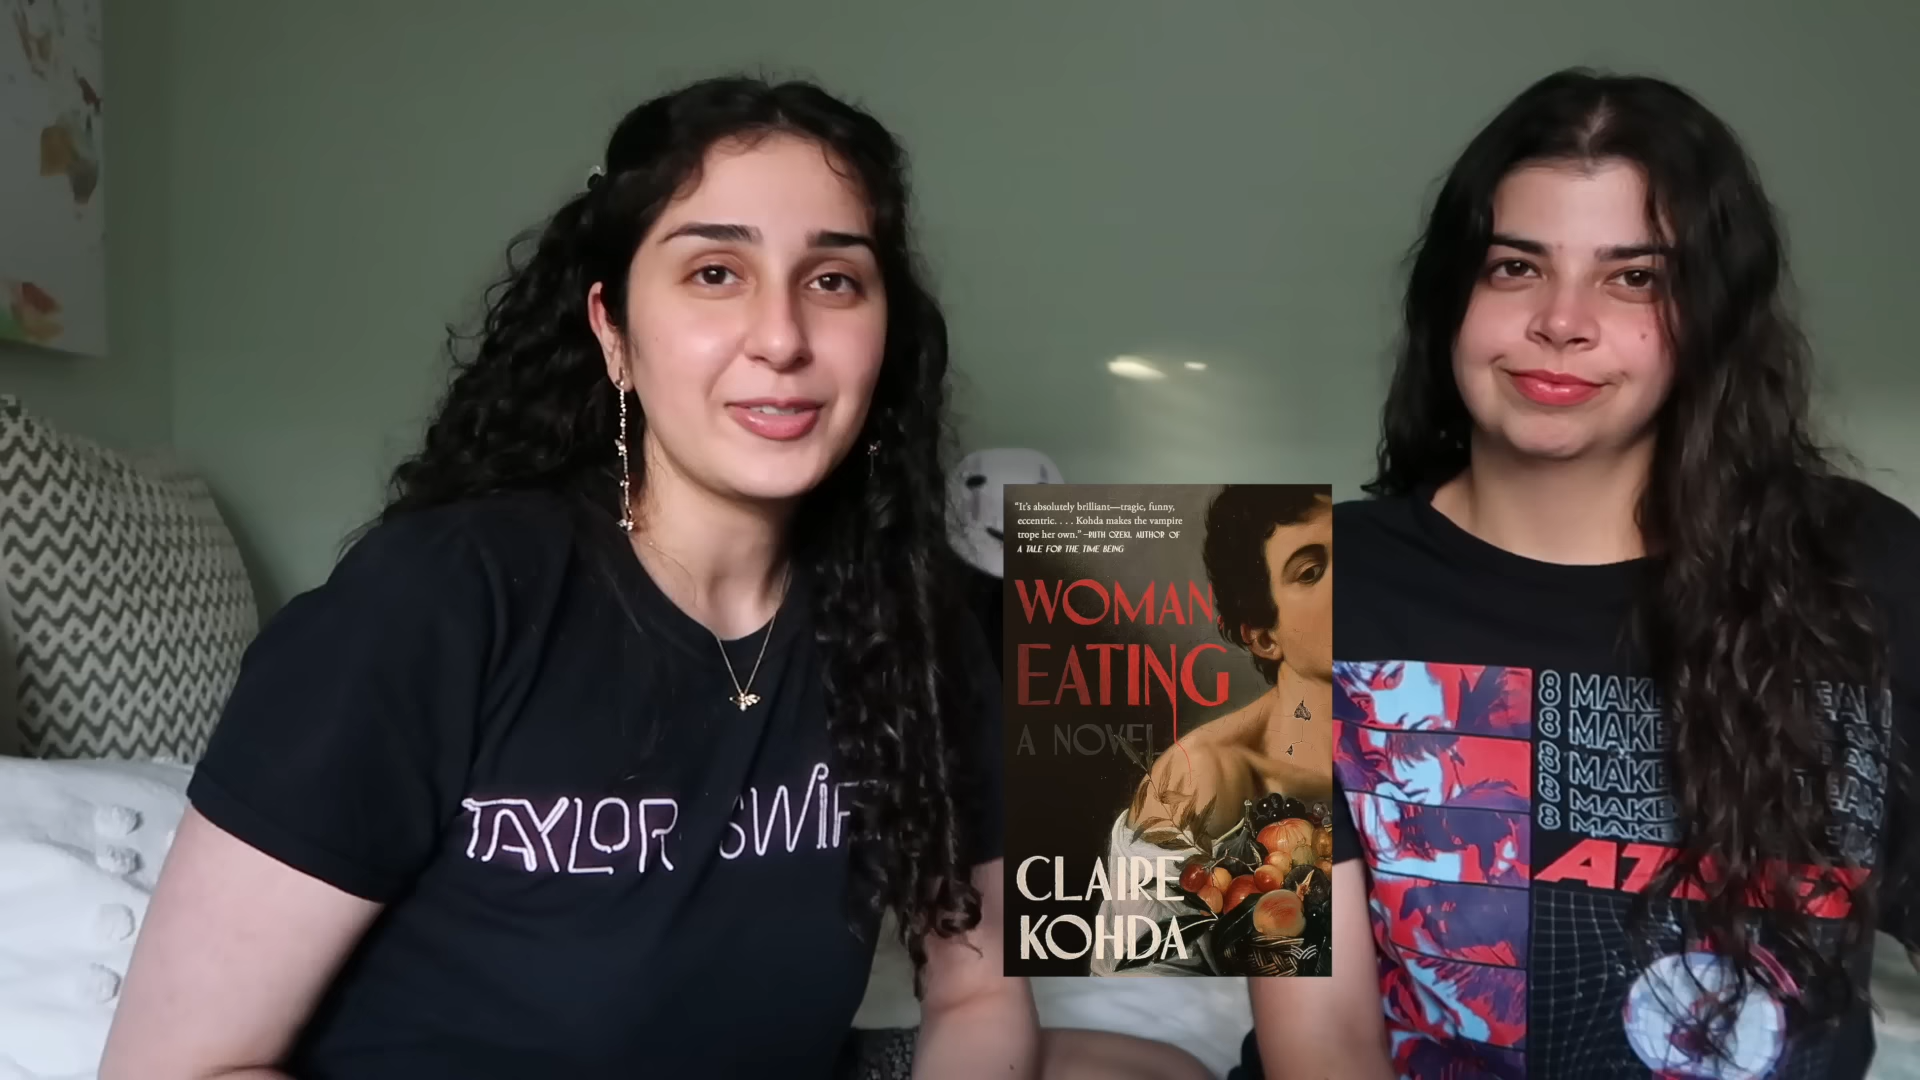 TAYLOR SWIF
"It's absolutely brilliant—tragic, funny,
eccentric. . . . Kohda makes the vampire
trope her own." –RUTH OZEKI, AUTHOR OF
A TALE FOR THE TIME BEING
WOMAN,
EATING
A NOVEL
CLAIRE
KOHDA
8 MAKE
8 MAKE
8 MAKE
8 MAKE
8 MAKE